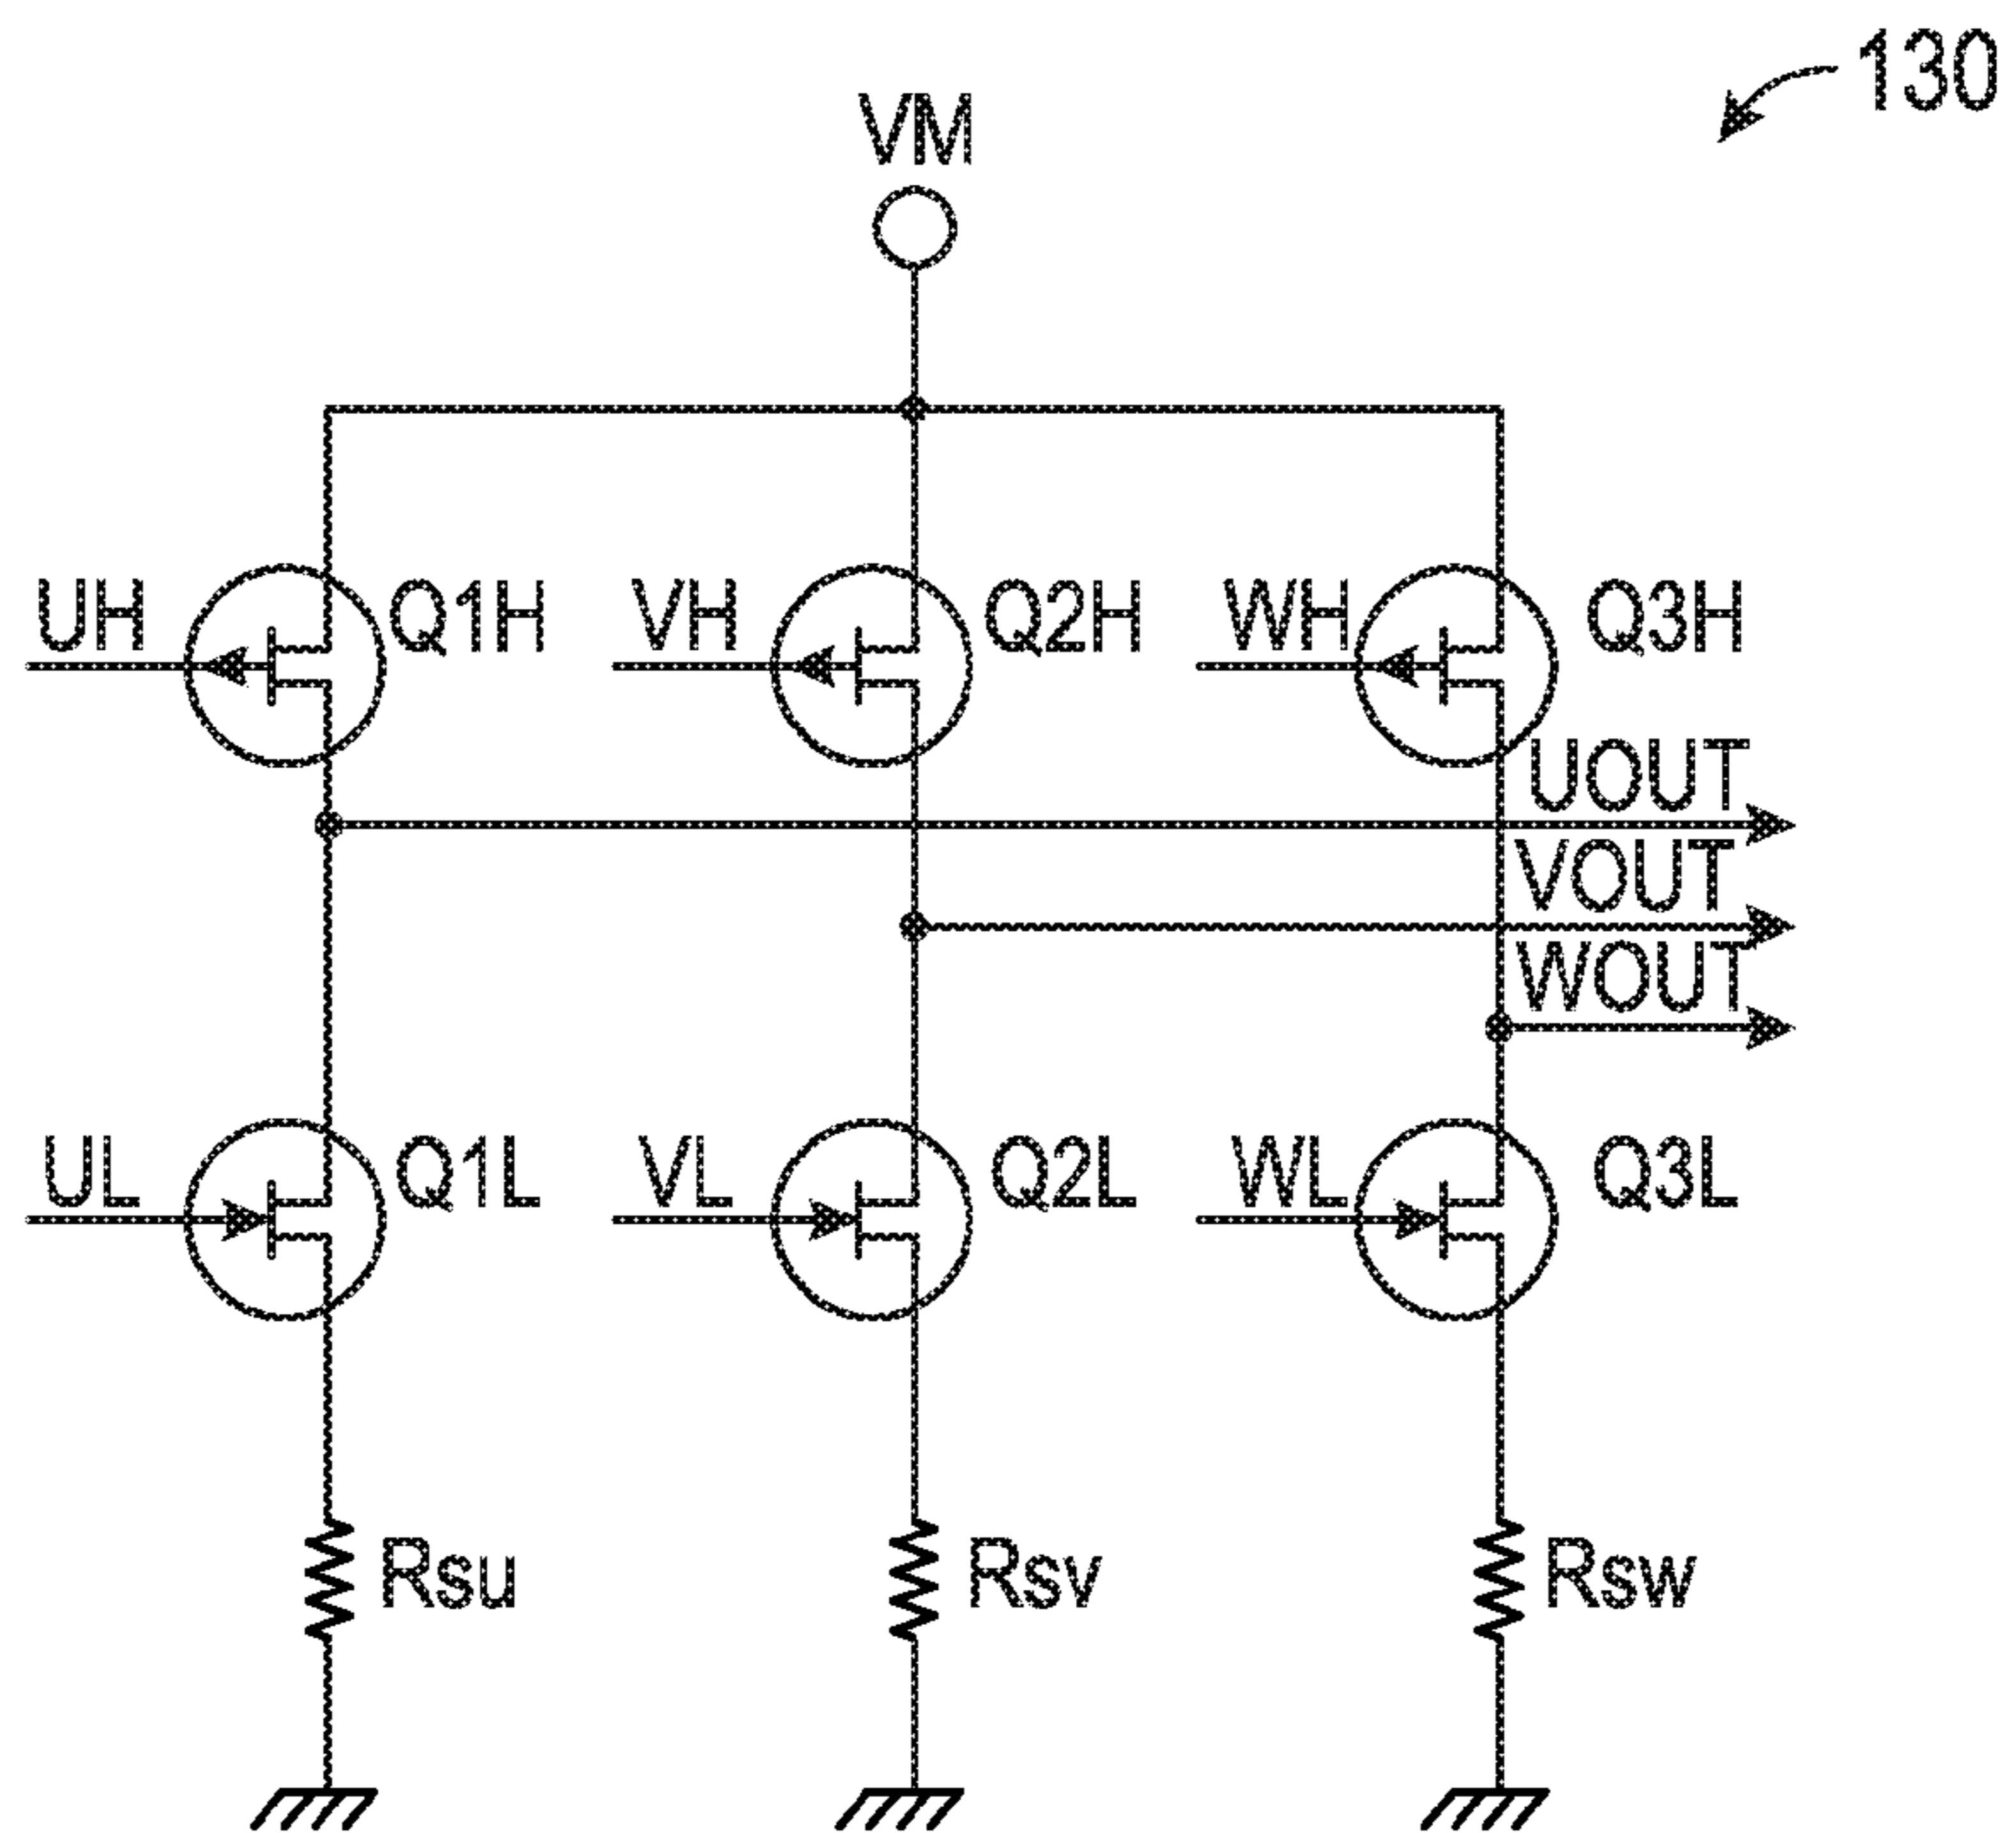 130
VM
UH Q1H VH Q2H WH Q3H
UOUT
VOUT
WOUT
UL Q1L VL Q2L WL Q3L
Rsu Rsv Rsw